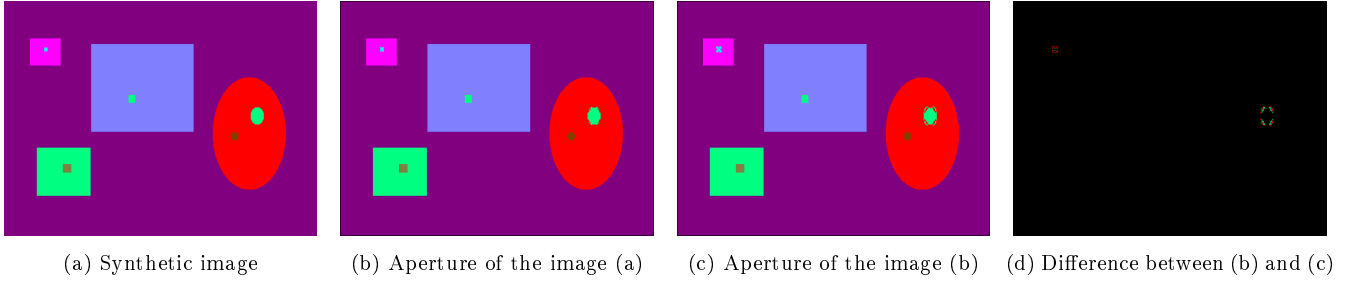 (a) Synthetic image
(b) Aperture of the image (a)
(c) Aperture of the image (b)
(d) Difference between (b) and (c)